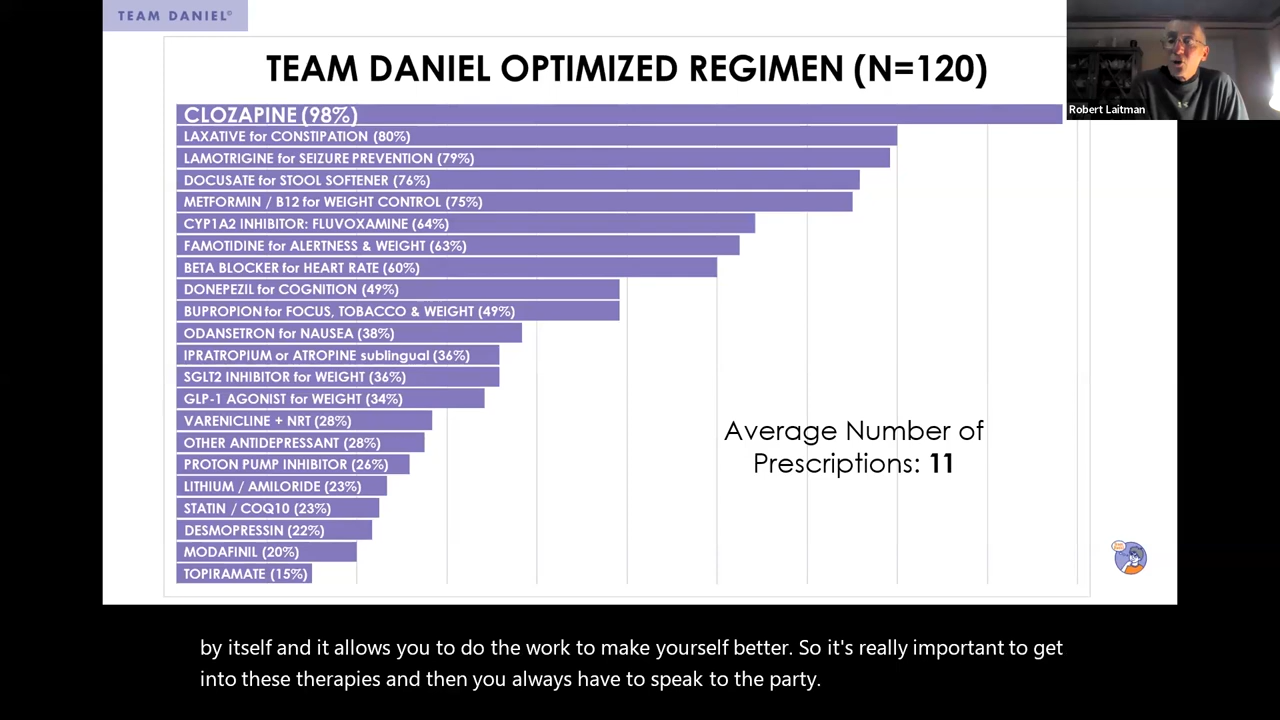 TEAM DANIEL©
TEAM DANIEL OPTIMIZED REGIMEN (N=120)
Robert Laitman
CLOZAPINE (98%)
LAXATIVE for CONSTIPATION (80%)
LAMOTRIGINE for SEIZURE PREVENTION (79%)
DOCUSATE for STOOL SOFTENER (76%)
METFORMIN / B12 for WEIGHT CONTROL (75%)
CYP1A2 INHIBITOR: FLUVOXAMINE (64%)
FAMOTIDINE for ALERTNESS & WEIGHT (63%)
BETA BLOCKER for HEART RATE (60%)
DONEPEZIL for COGNITION (49%)
BUPROPION for FOCUS, TOBACCO & WEIGHT (49%)
ODANSETRON for NAUSEA (38%)
IPRATROPIUM or ATROPINE sublingual (36%)
SGLT2 INHIBITOR for WEIGHT (36%)
GLP-1 AGONIST for WEIGHT (34%)
VARENICLINE + NRT (28%)
OTHER ANTIDEPRESSANT (28%)
PROTON PUMP INHIBITOR (26%)
LITHIUM / AMILORIDE (23%)
STATIN / COQ10 (23%)
DESMOPRESSIN (22%)
MODAFINIL (20%)
TOPIRAMATE (15%)
Average Number of
Prescriptions: 11
by itself and it allows you to do the work to make yourself better. So it's really important to get
into these therapies and then you always have to speak to the party.